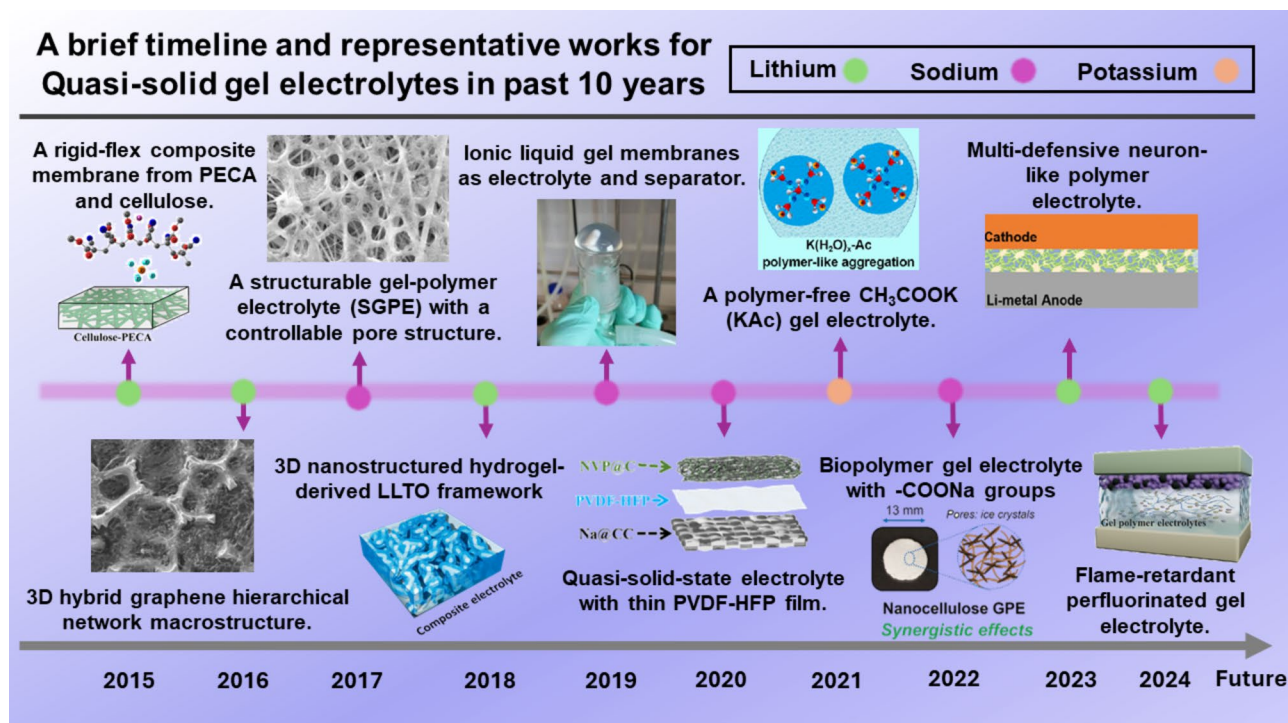 A brief timeline and representative works for
Quasi-solid gel electrolytes in past 10 years
Lithium
Sodium
Potassium
A rigid-flex composite
membrane from PECA
and cellulose.
Cellulose-PECA
A structurable gel-polymer
electrolyte (SGPE) with a
controllable pore structure.
Ionic liquid gel membranes
as electrolyte and separator.
K(H₂O)ₓ-Ac
polymer-like aggregation
A polymer-free CH₃COOK
(KAc) gel electrolyte.
Multi-defensive neuron-
like polymer
electrolyte.
Cathode
Li-metal Anode
3D hybrid graphene hierarchical
network macrostructure.
3D nanostructured hydrogel-
derived LLTO framework
Composite electrolyte
NVP@C
PVDF-HFP
Na@CC
Quasi-solid-state electrolyte
with thin PVDF-HFP film.
Biopolymer gel electrolyte
with -COONa groups
13 mm
Pores: ice crystals
Nanocellulose GPE
Synergistic effects
Gel polymer electrolytes
Flame-retardant
perfluorinated gel
electrolyte.
2015
2016
2017
2018
2019
2020
2021
2022
2023
2024
Future